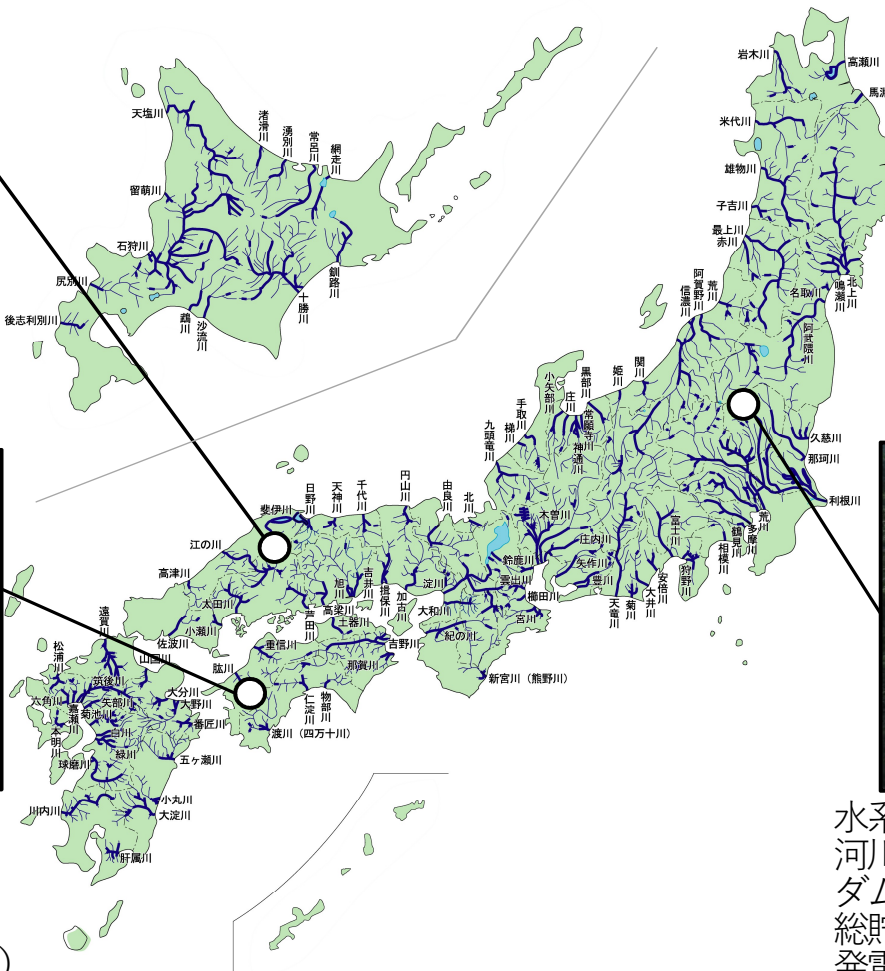 岩木川
高瀬川
馬淵
米代川
雄物川
子吉川
最上川
赤川
北上川
鳴瀬川
名取川
阿武隈川
荒川
阿賀野川
信濃川
関川
姫川
黒部川
常願寺川
神通川
庄川
小矢部川
手取川
梯川
九頭竜川
久慈川
那珂川
利根川
荒川
多摩川
鶴見川
相模川
富士川
狩野川
安倍川
大井川
菊川
天竜川
豊川
矢作川
庄内川
木曽川
鈴鹿川
雲出川
櫛田川
宮川
新宮川（熊野川）
紀の川
大和川
淀川
北川
由良川
円山川
加古川
揖保川
千代川
天神川
日野川
斐伊川
江の川
高津川
吉井川
旭川
高梁川
芦田川
太田川
小瀬川
佐波川
土器川
重信川
吉野川
那賀川
物部川
仁淀川
渡川（四万十川）
肱川
遠賀川
山国川
松浦川
六角川
嘉瀬川
本明川
筑後川
矢部川
菊池川
白川
緑川
球磨川
大分川
大野川
番匠川
五ヶ瀬川
小丸川
大淀川
川内川
肝属川
天塩川
渚滑川
湧別川
常呂川
網走川
留萌川
石狩川
尻別川
後志利別川
鵡川
沙流川
十勝川
釧路川
水系
河川
ダム
総貯
発電
）